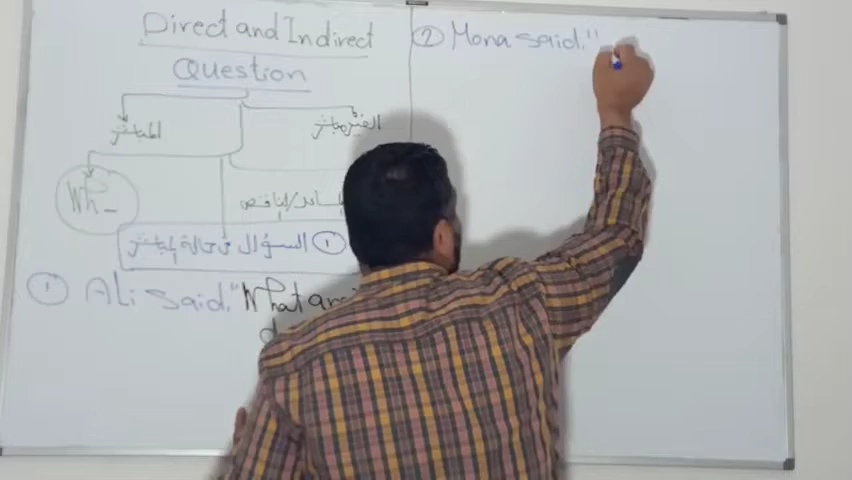 Direct and Indirect
Question
المباشر
الغير مباشر
Wh_
السؤال في حالة المباشر ①
① Ali said, "What are
② Mona said, "